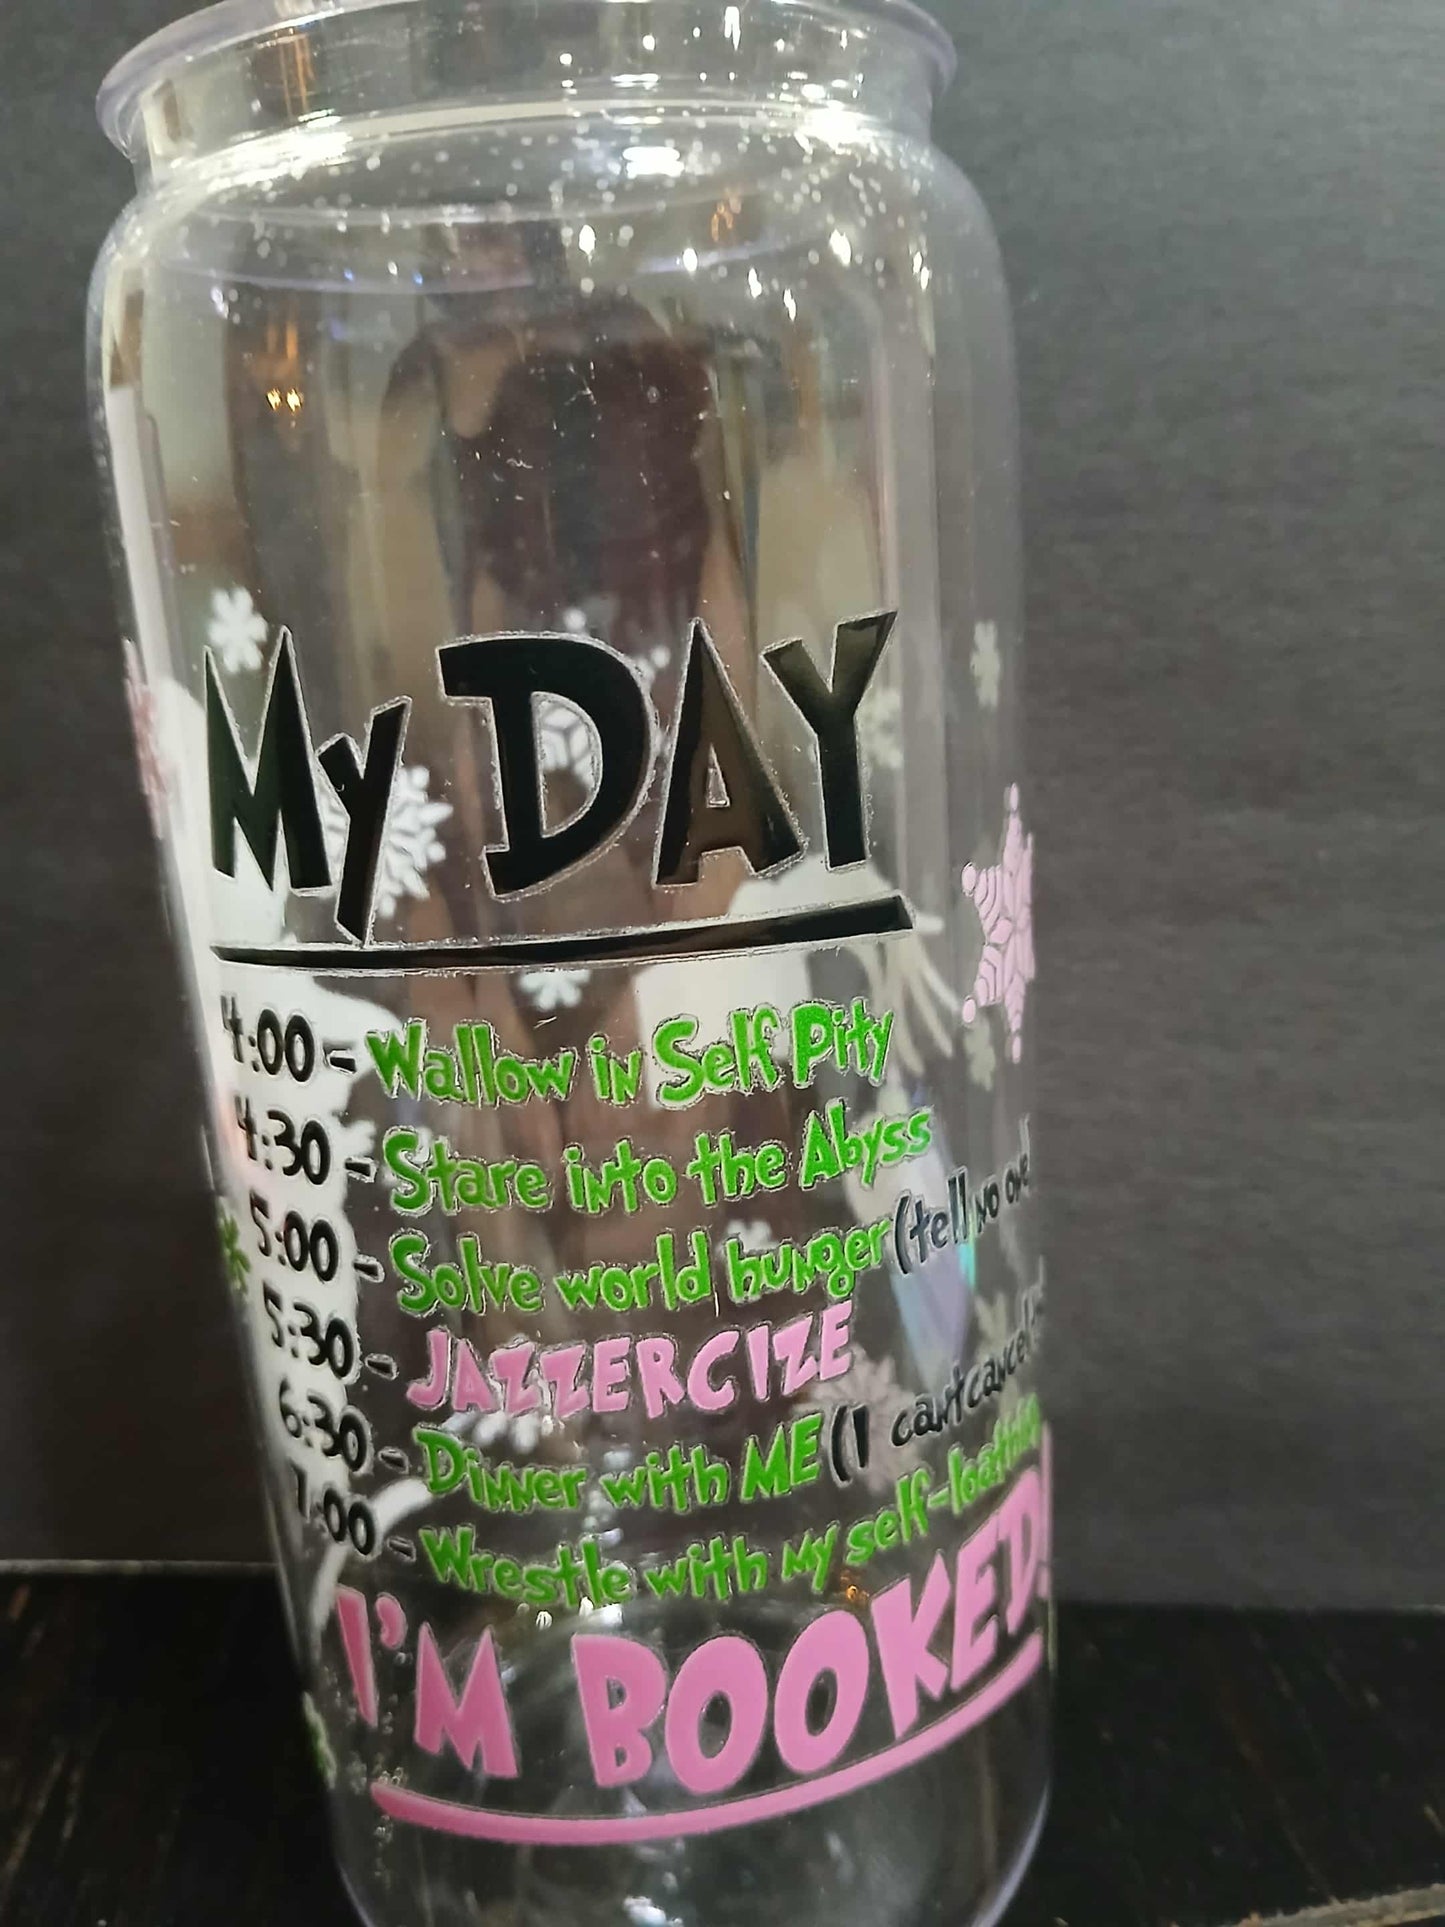 My DAY
4:00 - Wallow in Self Pity
4:30 - Stare into the Abyss
5:00 - Solve world hunger (tell no one
5:30 - JAZZERCIZE
6:30 - Dinner with ME (I can't cancel
7:00 - Wrestle with my self-loathing
I'M BOOKED!